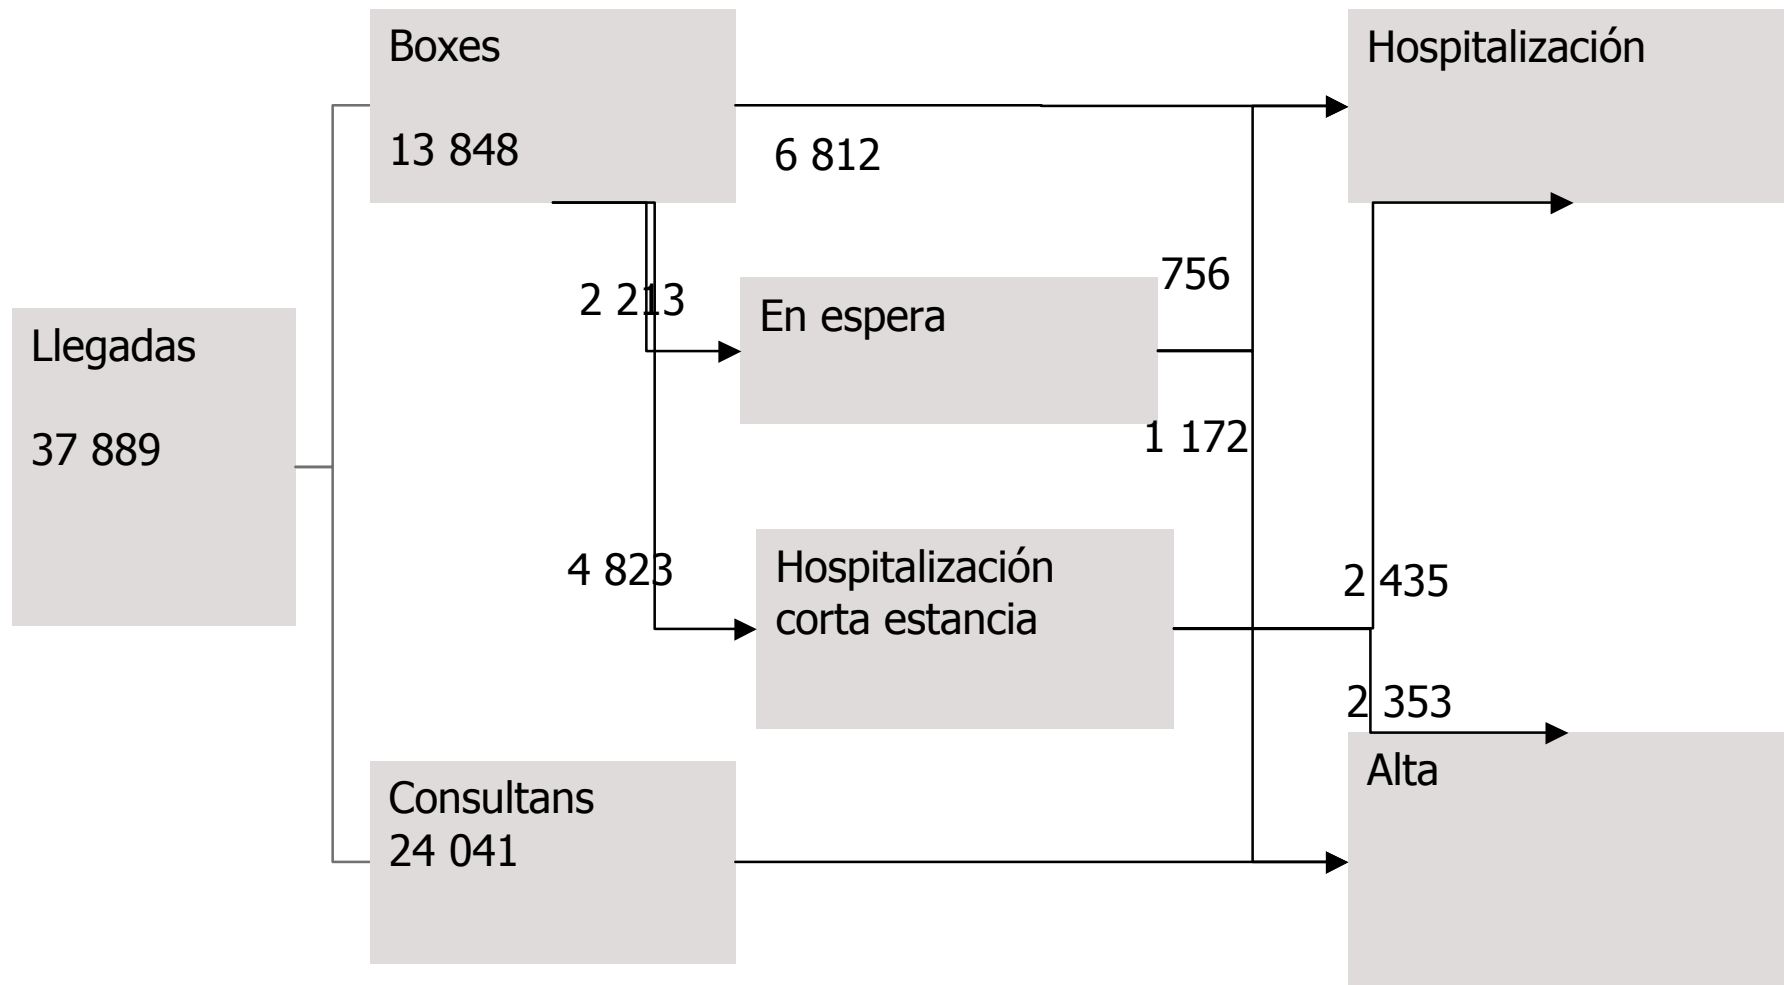 Boxes
13 848
Hospitalización
6 812
2 213
En espera
756
Llegadas
37 889
1 172
4 823
Hospitalización
corta estancia
2 435
2 353
Consultans
24 041
Alta